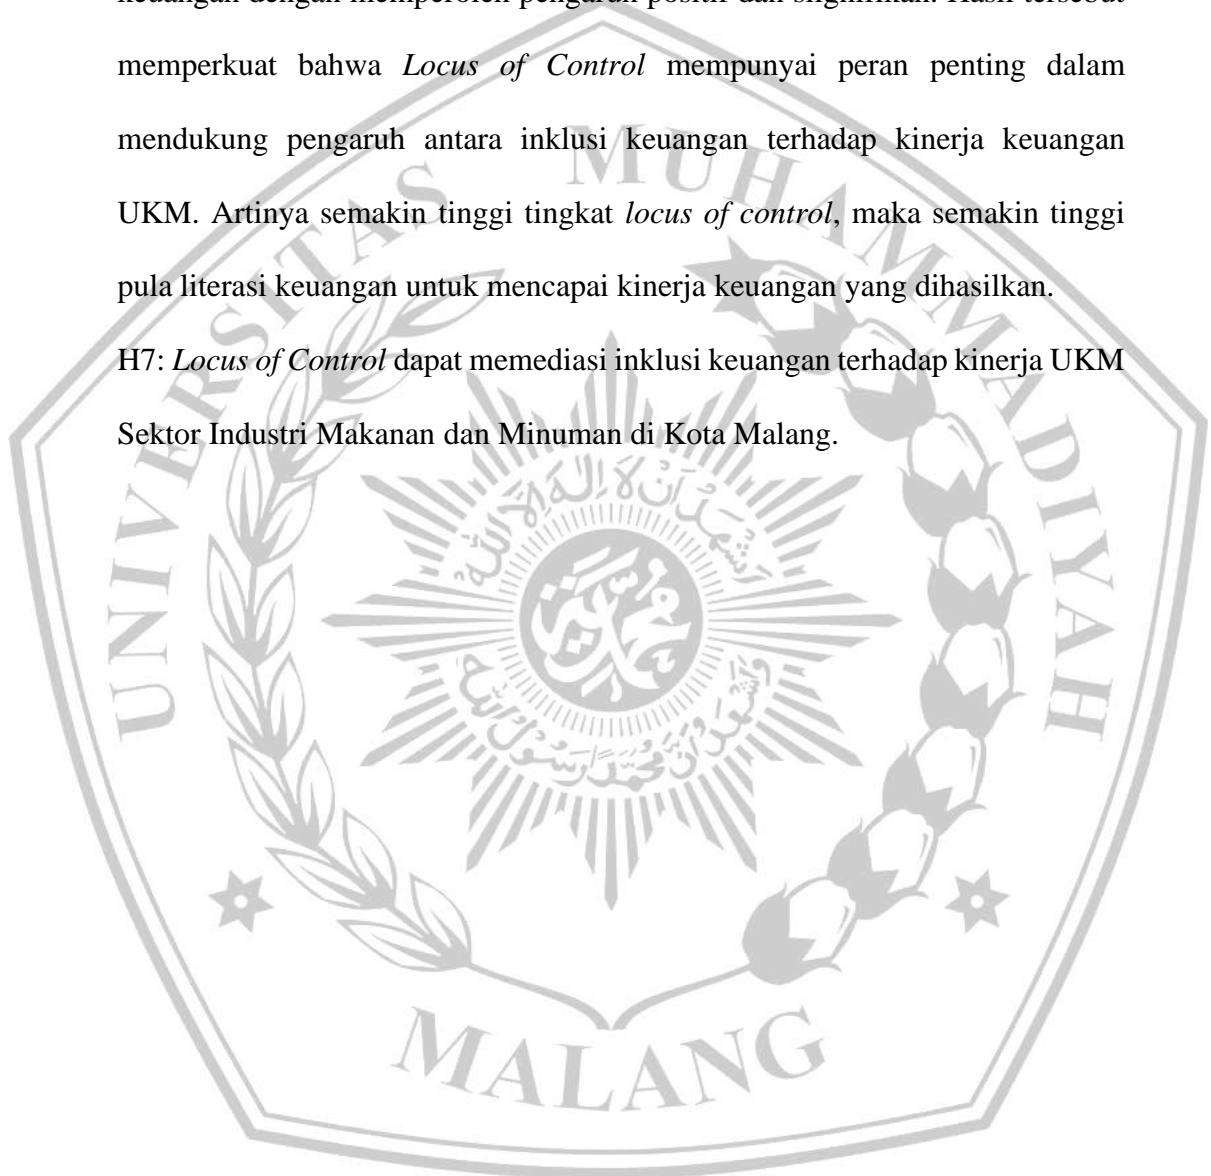 memperkuat bahwa Locus of Control mempunyai peran penting dalam
mendukung pengaruh antara inklusi keuangan terhadap kinerja keuangan
UKM. Artinya semakin tinggi tingkat locus of control, maka semakin tinggi
pula literasi keuangan untuk mencapai kinerja keuangan yang dihasilkan.
H7: Locus of Control dapat memediasi inklusi keuangan terhadap kinerja UKM
Sektor Industri Makanan dan Minuman di Kota Malang.
UNIVERSITAS MUHAMMADIYAH
MALANG